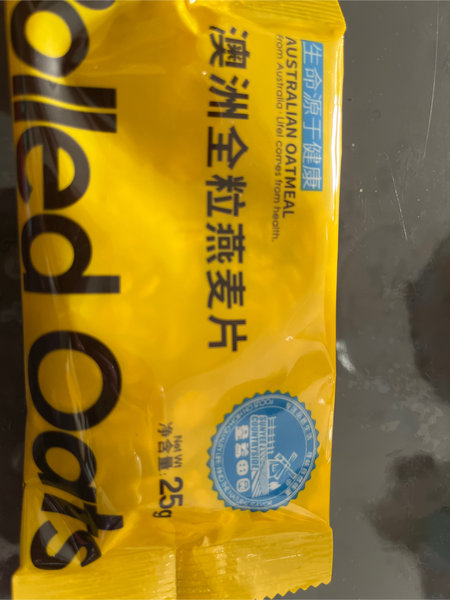 生命源于健康
AUSTRALIAN OATMEAL
From Australia · Life! comes from health.
澳洲全粒燕麦片
Rolled Oats
Net Wt
净含量: 25g